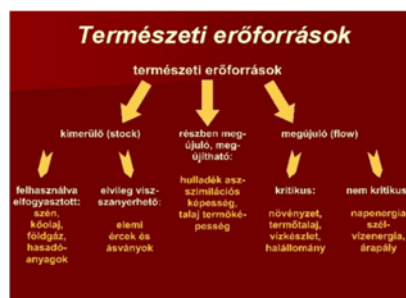 Természeti erőforrások
természeti erőforrások
kimerülő (stock)
részben meg-
újuló, meg-
újítható:
megújuló (flow)
hulladék asz-
szimilációs
képesség,
talaj termőké-
pesség
felhasználva
elfogyasztott:
szén,
kőolaj,
földgáz,
hasadó-
anyagok
elvileg visz-
szanyerhető:
elemi
ércek és
ásványok
kritikus:
növényzet,
termőtalaj,
vízkészlet,
halállomány
nem kritikus:
napenergia
szél-
vízenergia,
árapály